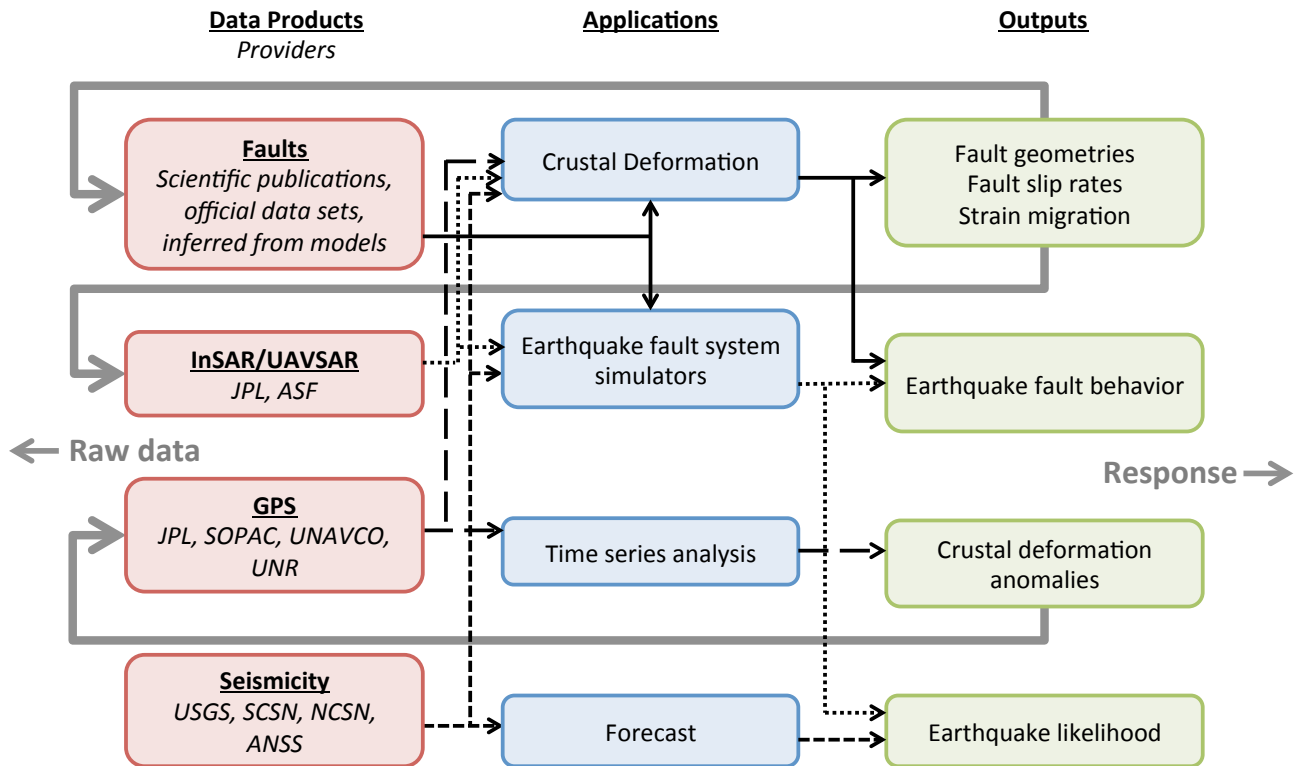 Data Products
Providers
Applications
Outputs
Faults
Scientific publications,
official data sets,
inferred from models
Crustal Deformation
Fault geometries
Fault slip rates
Strain migration
InSAR/UAVSAR
JPL, ASF
Earthquake fault system
simulators
Earthquake fault behavior
Raw data
Response
GPS
JPL, SOPAC, UNAVCO,
UNR
Time series analysis
Crustal deformation
anomalies
Seismicity
USGS, SCSN, NCSN,
ANSS
Forecast
Earthquake likelihood